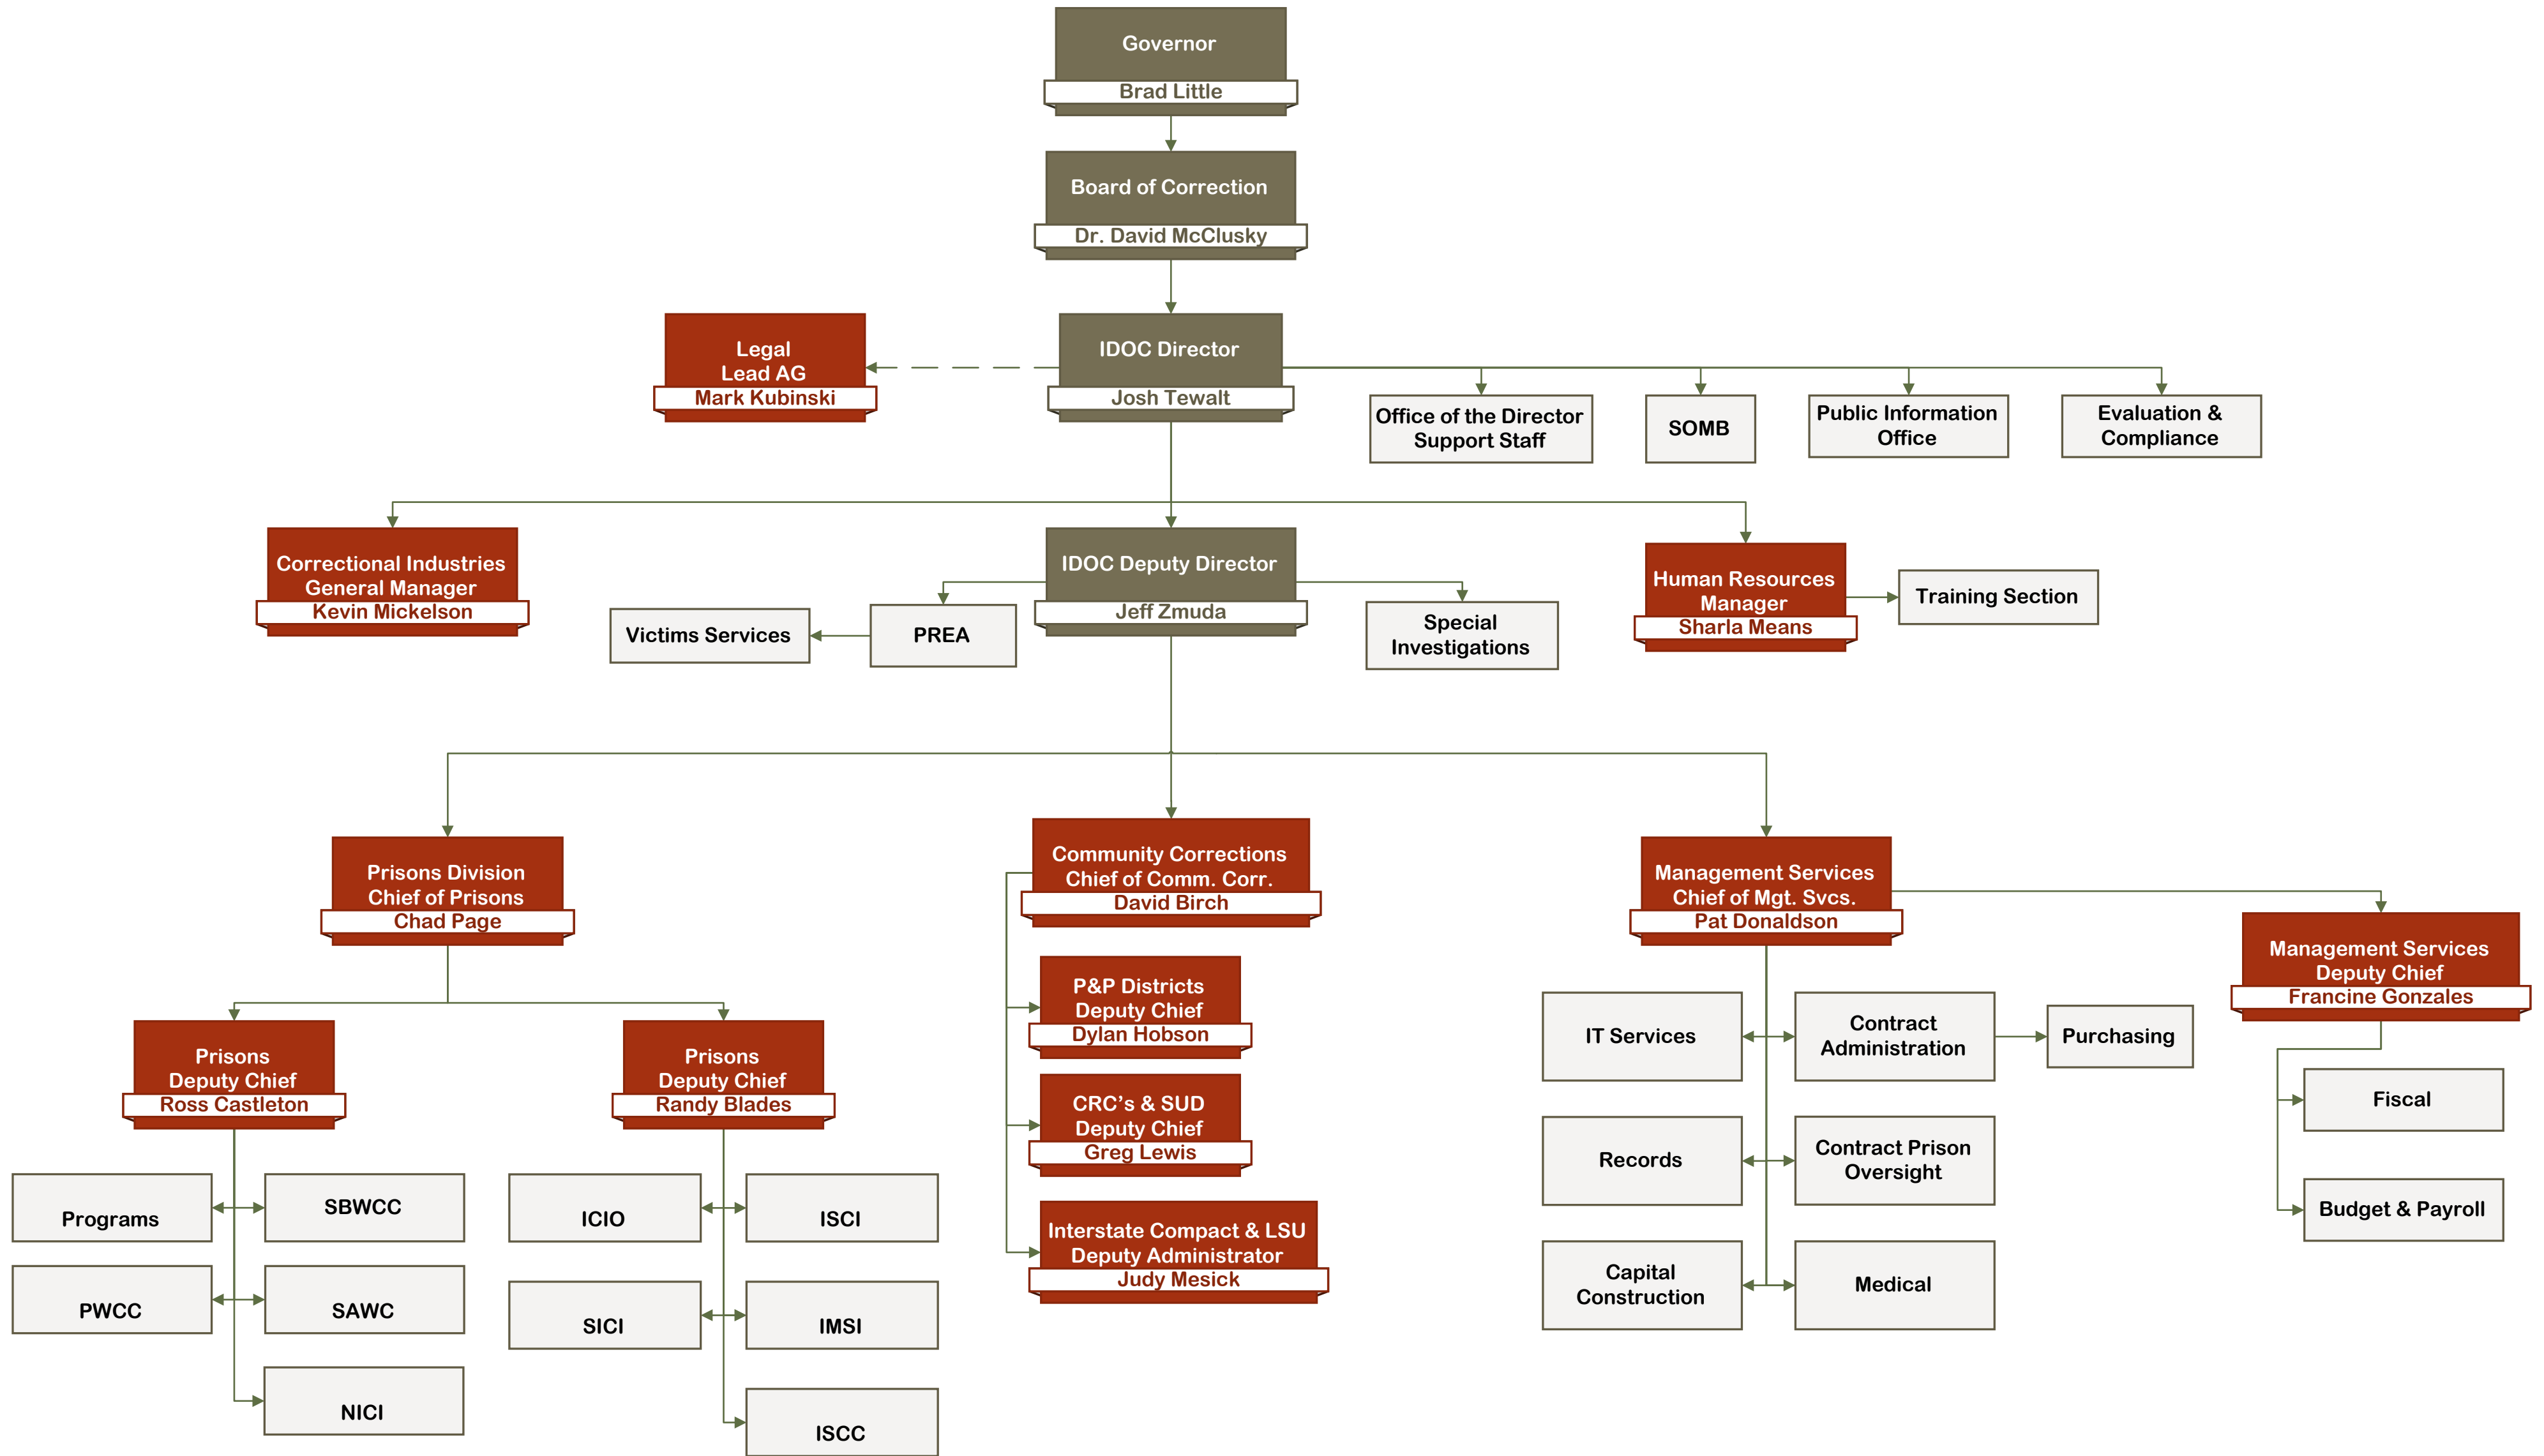 Governor
Brad Little
Board of Correction
Dr. David McClusky
Legal
Lead AG
Mark Kubinski
IDOC Director
Josh Tewalt
Office of the Director
Support Staff
SOMB
Public Information
Office
Evaluation &
Compliance
Correctional Industries
General Manager
Kevin Mickelson
IDOC Deputy Director
Jeff Zmuda
Victims Services
PREA
Special
Investigations
Human Resources
Manager
Sharla Means
Training Section
Prisons Division
Chief of Prisons
Chad Page
Community Corrections
Chief of Comm. Corr.
David Birch
Management Services
Chief of Mgt. Svcs.
Pat Donaldson
Management Services
Deputy Chief
Francine Gonzales
Prisons
Deputy Chief
Ross Castleton
Prisons
Deputy Chief
Randy Blades
P&P Districts
Deputy Chief
Dylan Hobson
CRC’s & SUD
Deputy Chief
Greg Lewis
Interstate Compact & LSU
Deputy Administrator
Judy Mesick
IT Services
Contract
Administration
Purchasing
Records
Contract Prison
Oversight
Capital
Construction
Medical
Fiscal
Budget & Payroll
Programs
SBWCC
PWCC
SAWC
NICI
ICIO
ISCI
SICI
IMSI
ISCC